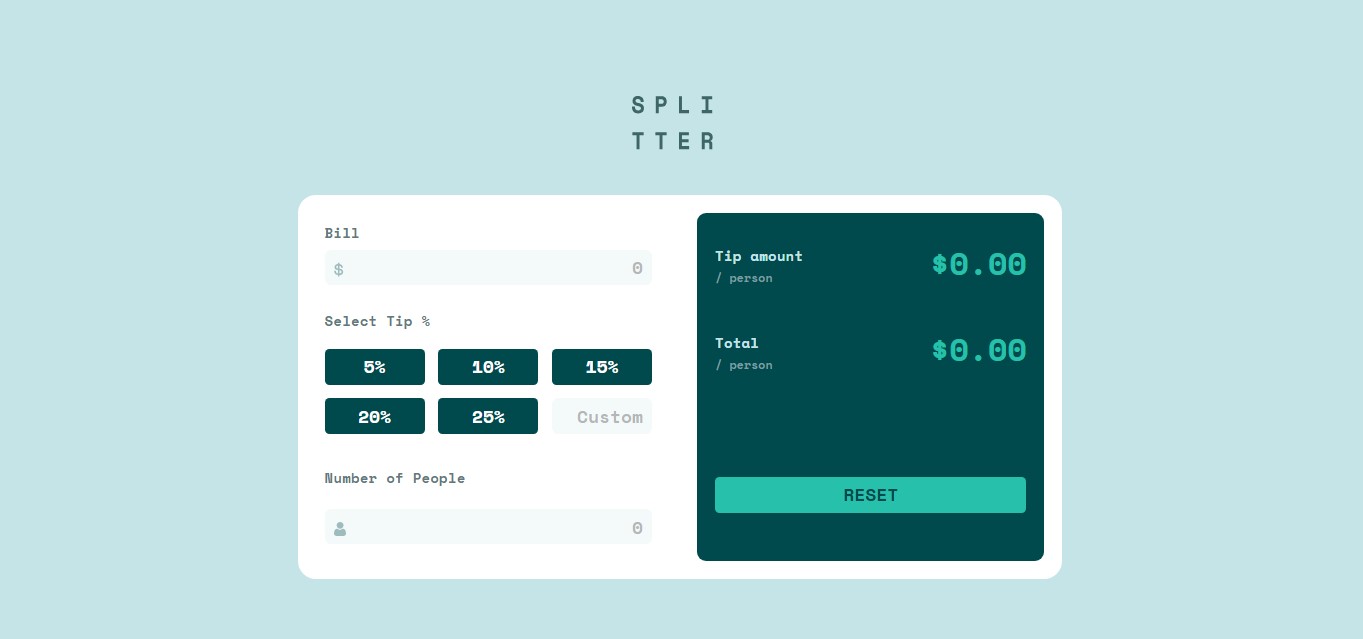 SPLI
TTER
Bill
$ 0
Select Tip %
5% 10% 15%
20% 25% Custom
Number of People
0
Tip amount
/ person
$0.00
Total
/ person
$0.00
RESET